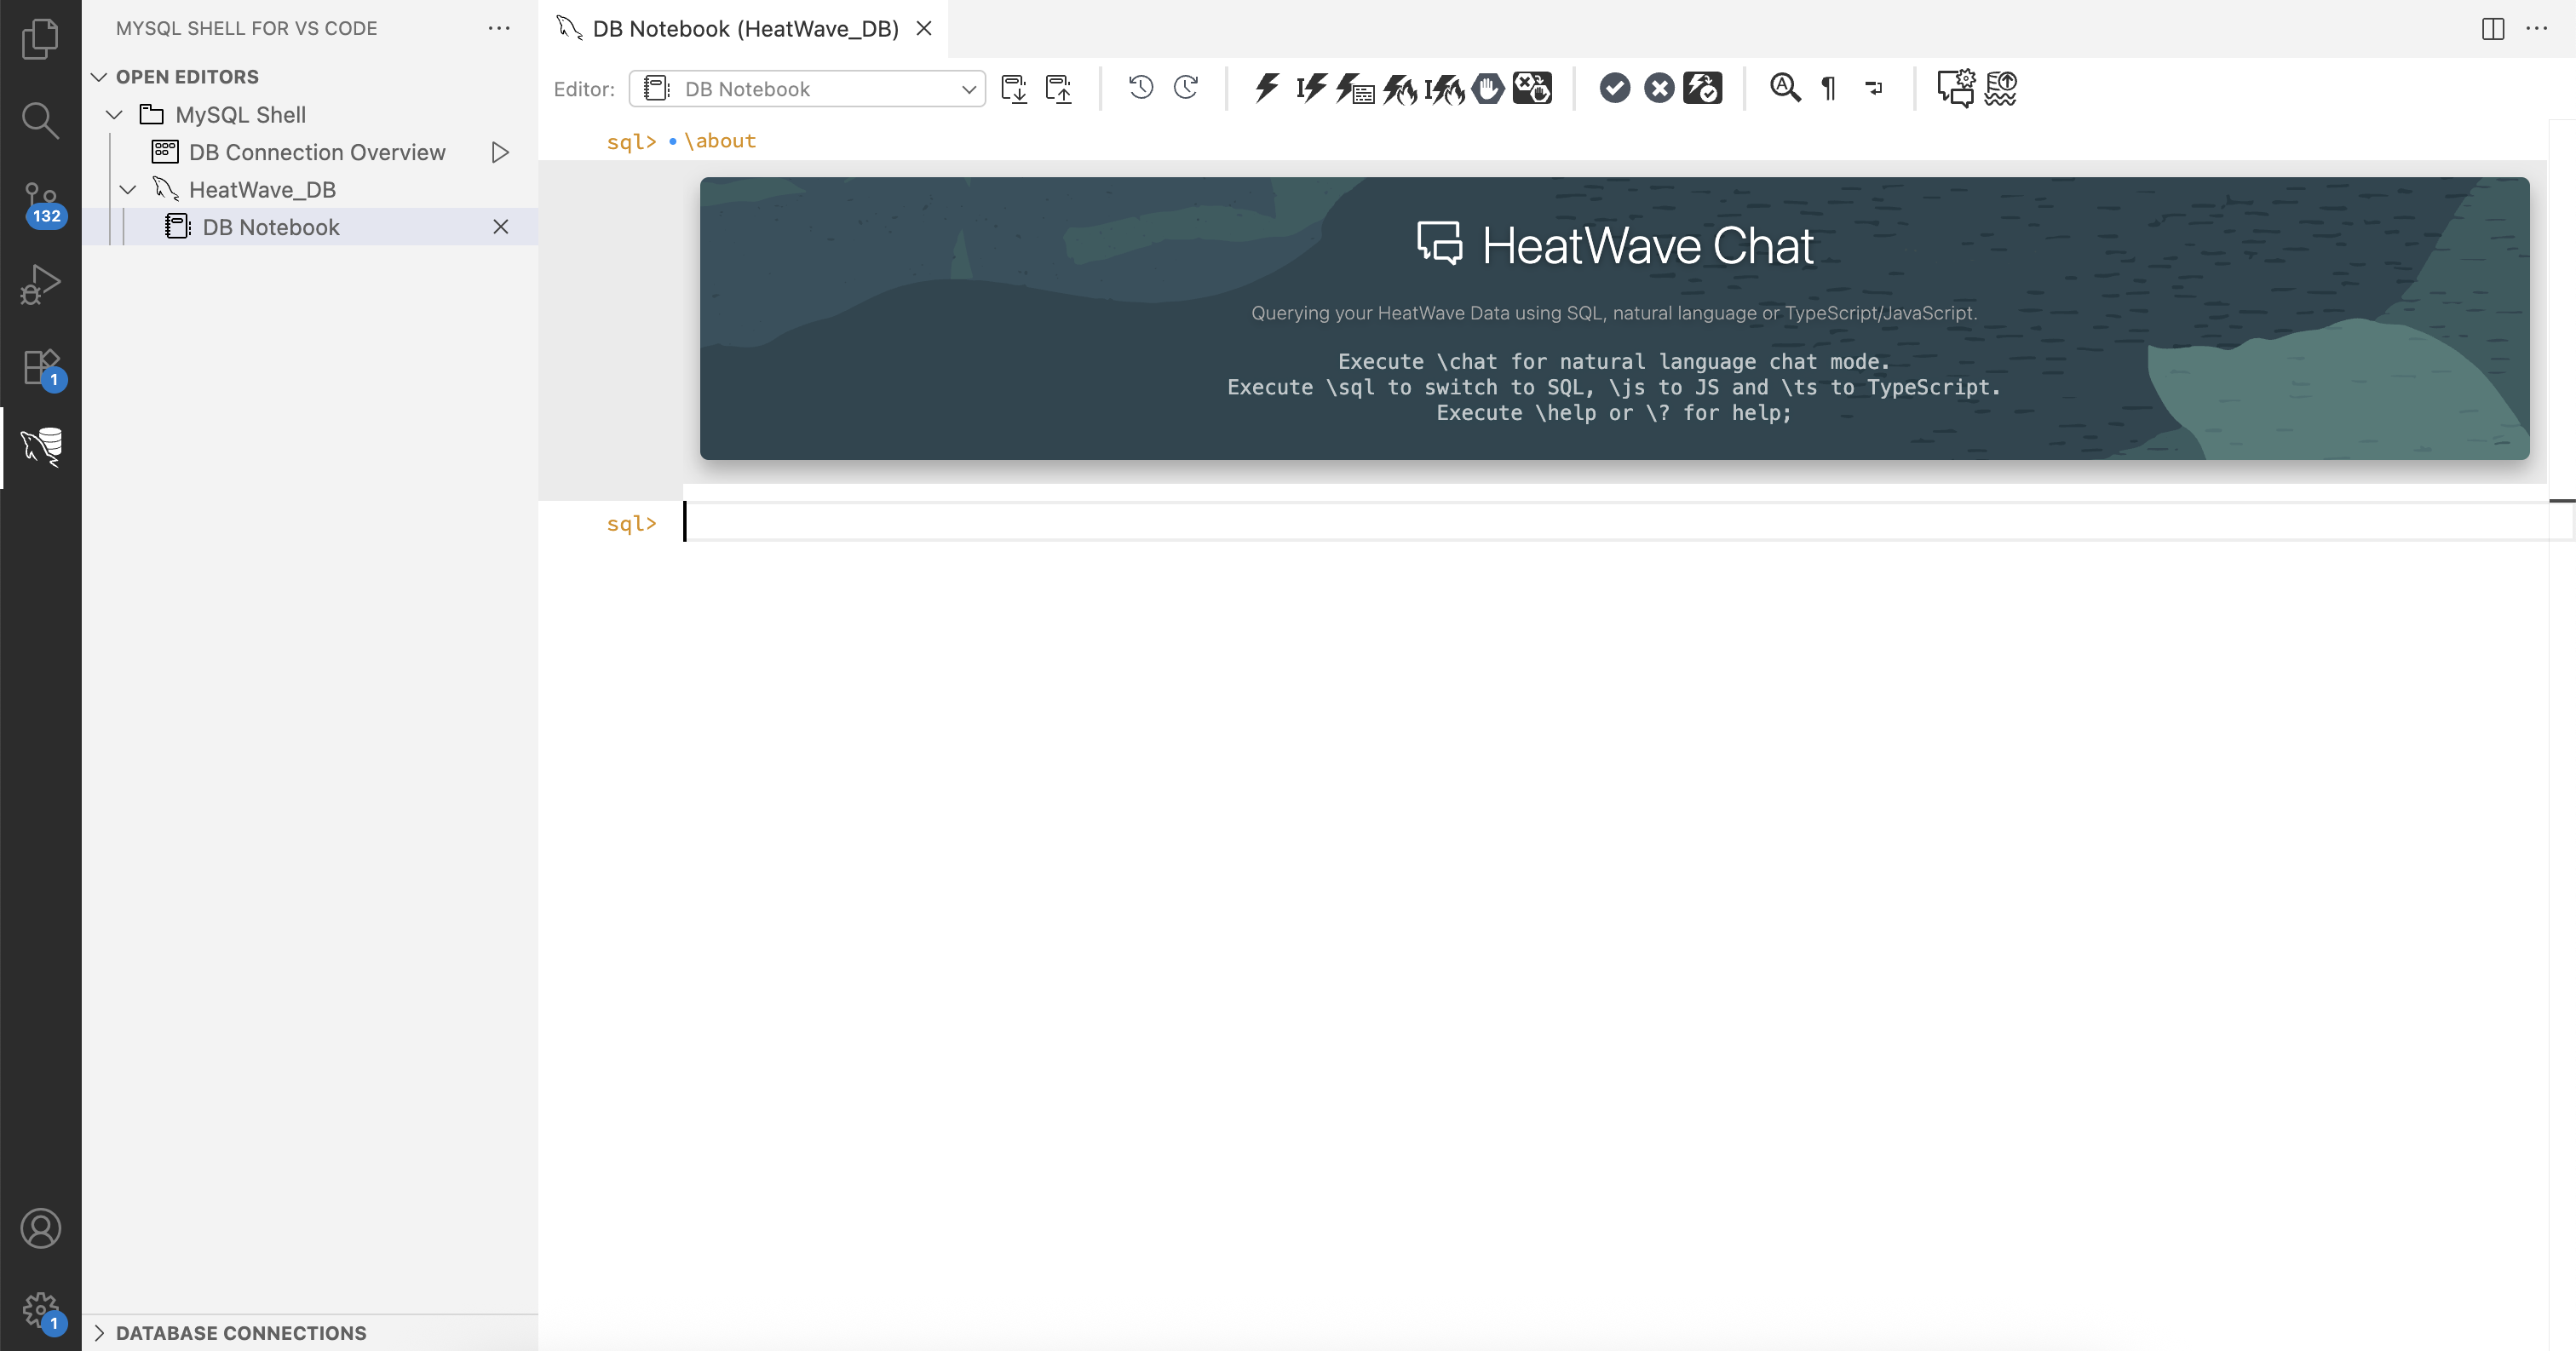 MYSQL SHELL FOR VS CODE
OPEN EDITORS
MySQL Shell
DB Connection Overview
HeatWave_DB
DB Notebook
132
1
1
DATABASE CONNECTIONS
DB Notebook (HeatWave_DB)
Editor: DB Notebook
sql> \about
HeatWave Chat
Querying your HeatWave Data using SQL, natural language or TypeScript/JavaScript.
Execute \chat for natural language chat mode.
Execute \sql to switch to SQL, \js to JS and \ts to TypeScript.
Execute \help or \? for help;
sql>